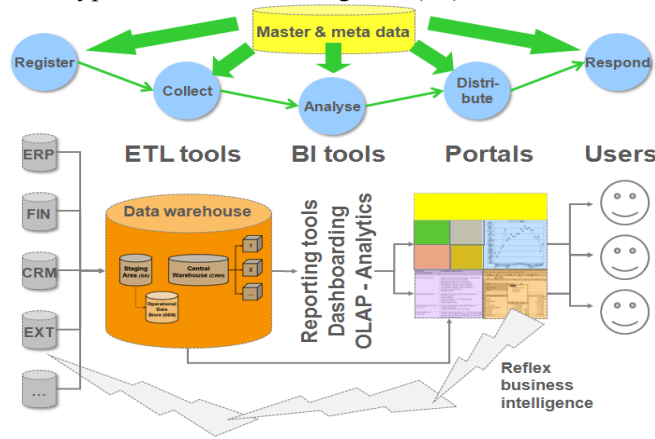 Master & meta data
Register
Collect
Analyse
Distri-
bute
Respond
ETL tools
BI tools
Portals
Users
ERP
FIN
CRM
EXT
...
Data warehouse
Staging
Area (SA)
Central
Warehouse (CWH)
Operational
Data
Store (ODS)
1
2
...
Reporting tools
Dashboarding
OLAP - Analytics
Reflex
business
intelligence